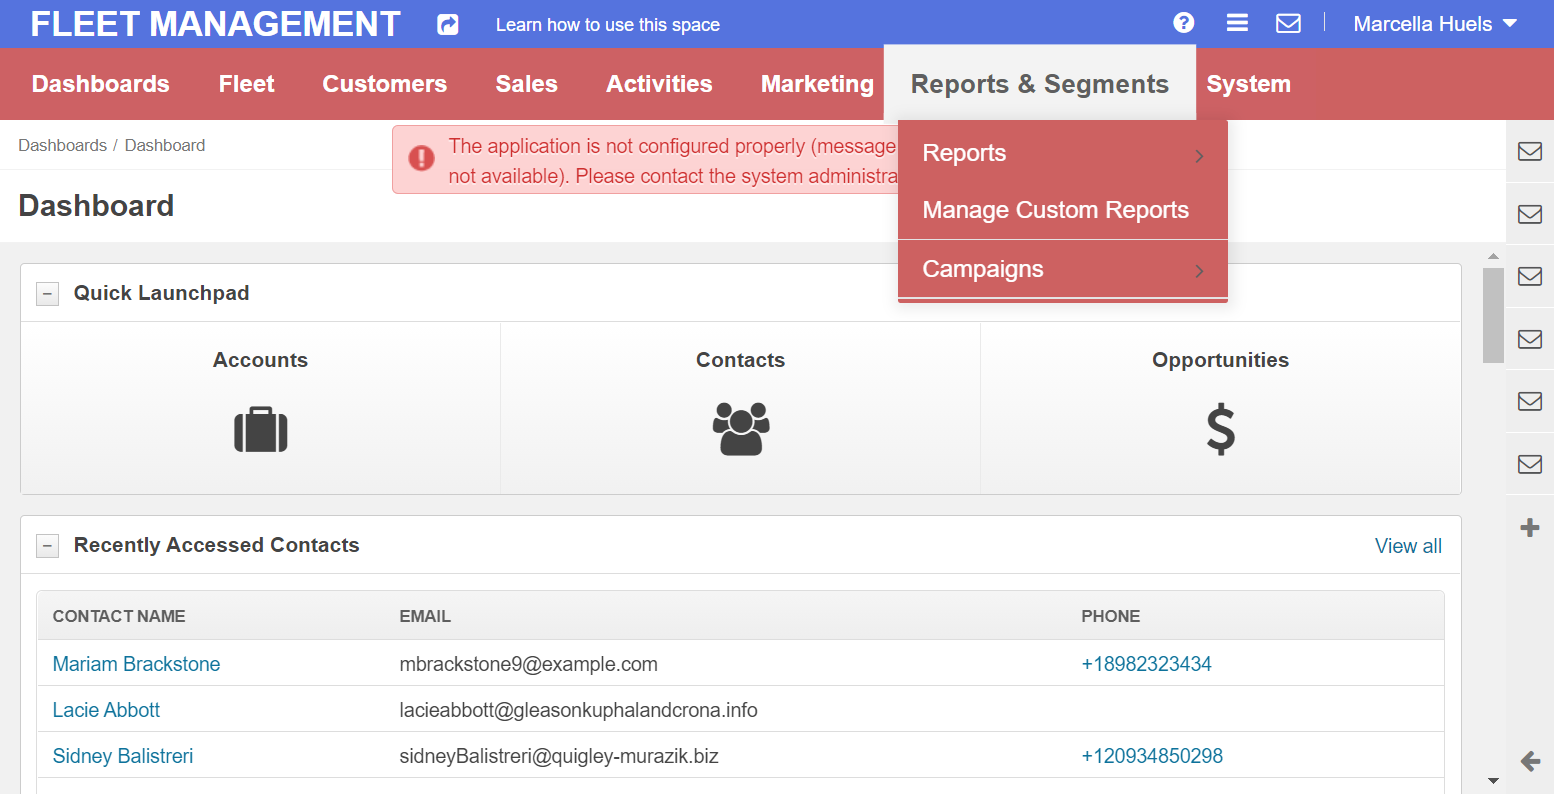 FLEET MANAGEMENT
Learn how to use this space
Marcella Huels
Dashboards
Fleet
Customers
Sales
Activities
Marketing
Reports & Segments
System
Dashboards / Dashboard
The application is not configured properly (message
not available). Please contact the system administra
Reports
Manage Custom Reports
Campaigns
Dashboard
Quick Launchpad
Accounts
Contacts
Opportunities
Recently Accessed Contacts
View all
CONTACT NAME
EMAIL
PHONE
Mariam Brackstone
mbrackstone9@example.com
+18982323434
Lacie Abbott
lacieabbott@gleasonkuphalandcrona.info
Sidney Balistreri
sidneyBalistreri@quigley-murazik.biz
+120934850298